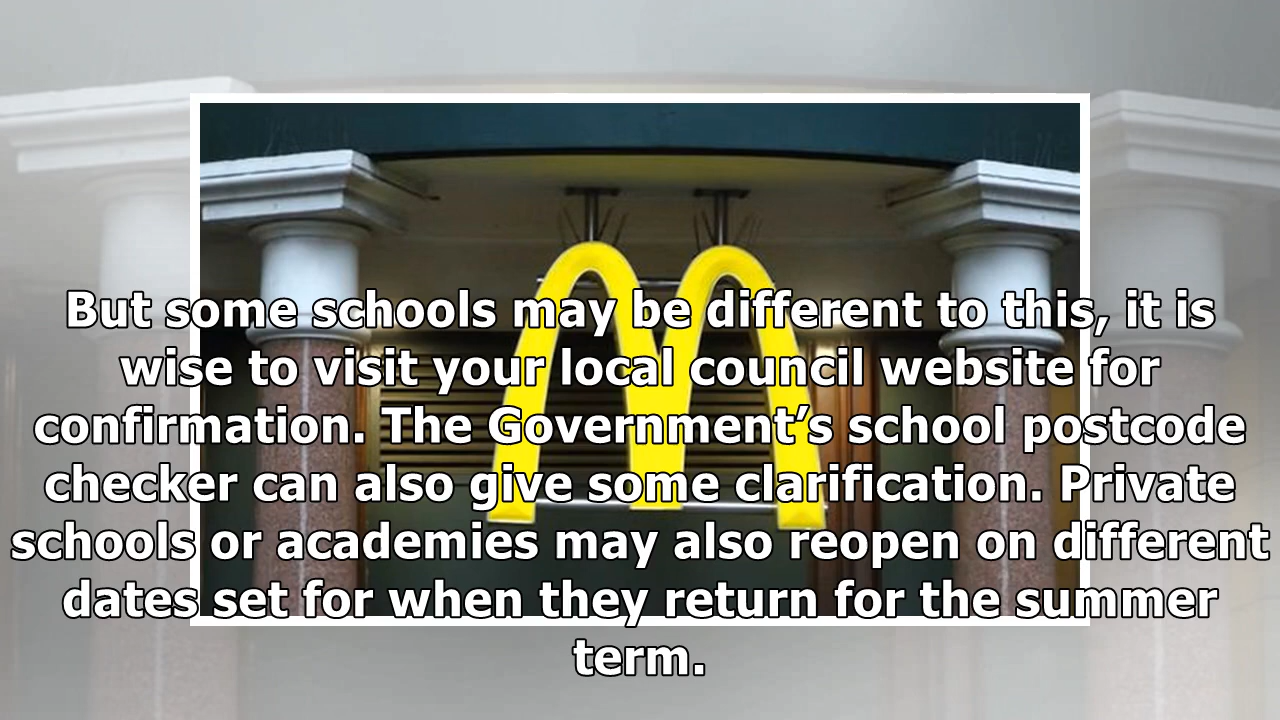 But some schools may be different to this, it is
wise to visit your local council website for
confirmation. The Government’s school postcode
checker can also give some clarification. Private
schools or academies may also reopen on different
dates set for when they return for the summer
term.